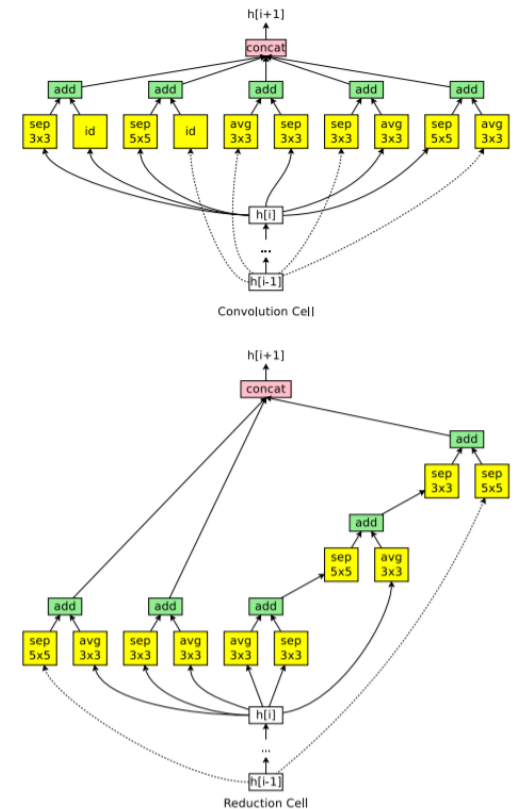 h[i+1]
concat
add add add add add
sep id sep id avg sep sep avg sep avg
3x3 5x5 3x3 3x3 3x3 3x3 5x5 3x3
h[i]
...
h[i-1]
Convolution Cell
h[i+1]
concat
add
sep sep
3x3 5x5
add
sep avg
5x5 3x3
add add add
sep avg sep avg avg sep
5x5 3x3 3x3 3x3 3x3 3x3
h[i]
...
h[i-1]
Reduction Cell